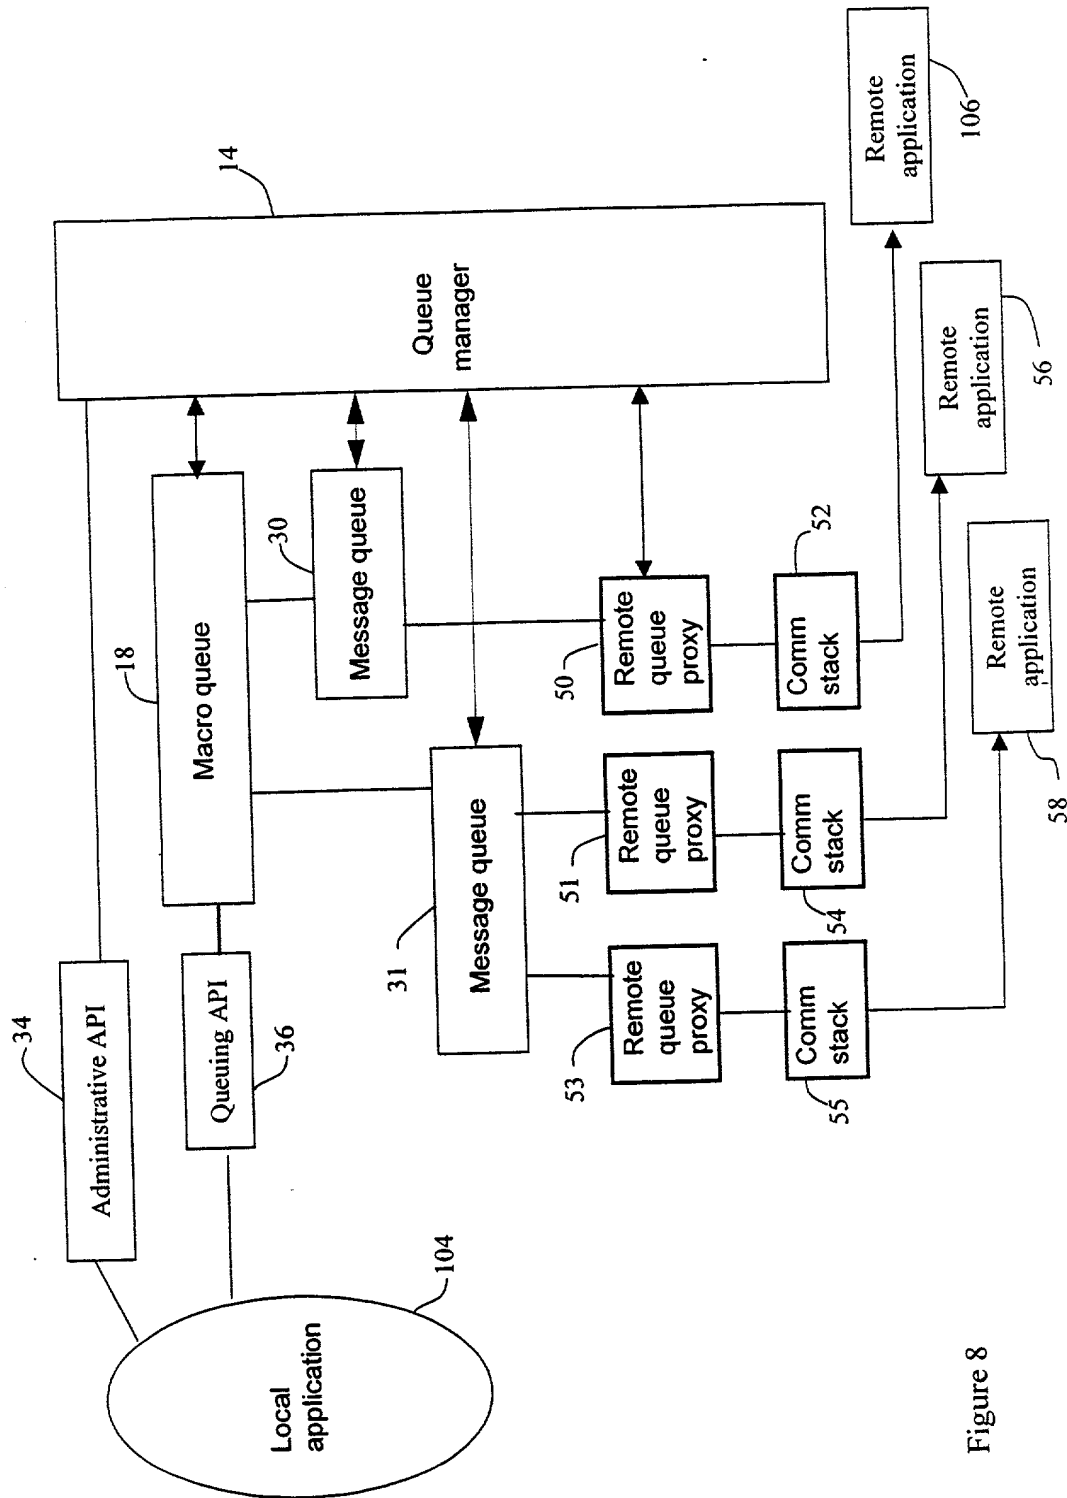 Local
application
104
Administrative API
34
Queuing API
36
Macro queue
18
Queue
manager
14
Message queue
30
Message queue
31
Remote
queue
proxy
53
Remote
queue
proxy
51
Remote
queue
proxy
50
Comm
stack
55
Comm
stack
54
Comm
stack
52
Remote
application
58
Remote
application
56
Remote
application
106
Figure 8